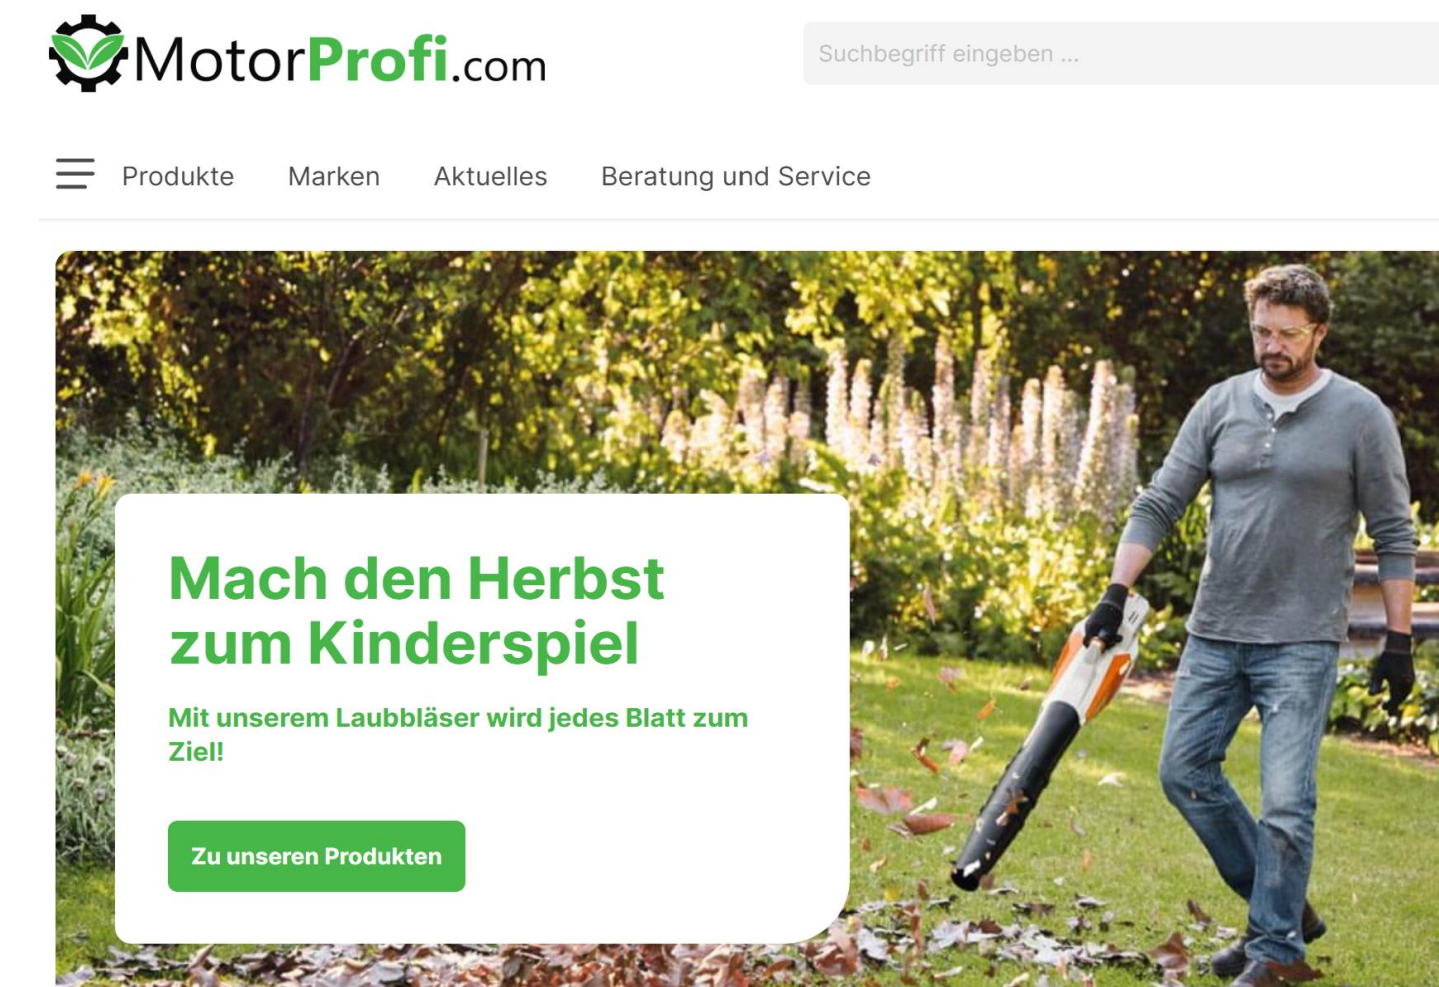 MotorProfi.com
Suchbegriff eingeben ...
Produkte Marken Aktuelles Beratung und Service
Mach den Herbst
zum Kinderspiel
Mit unserem Laubbläser wird jedes Blatt zum
Ziel!
Zu unseren Produkten